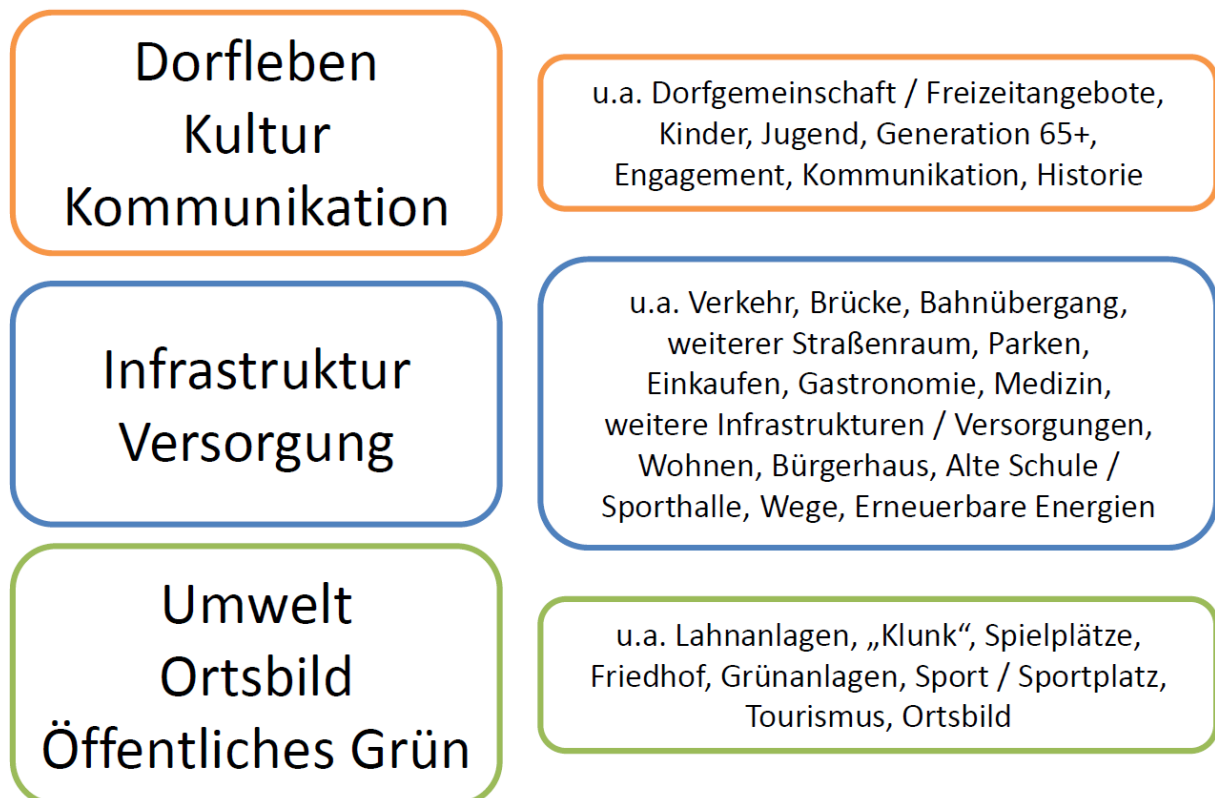 Dorfleben
Kultur
Kommunikation
u.a. Dorfgemeinschaft / Freizeitangebote,
Kinder, Jugend, Generation 65+,
Engagement, Kommunikation, Historie
Infrastruktur
Versorgung
u.a. Verkehr, Brücke, Bahnübergang,
weiterer Straßenraum, Parken,
Einkaufen, Gastronomie, Medizin,
weitere Infrastrukturen / Versorgungen,
Wohnen, Bürgerhaus, Alte Schule /
Sporthalle, Wege, Erneuerbare Energien
Umwelt
Ortsbild
Öffentliches Grün
u.a. Lahnanlagen, „Klunk“, Spielplätze,
Friedhof, Grünanlagen, Sport / Sportplatz,
Tourismus, Ortsbild